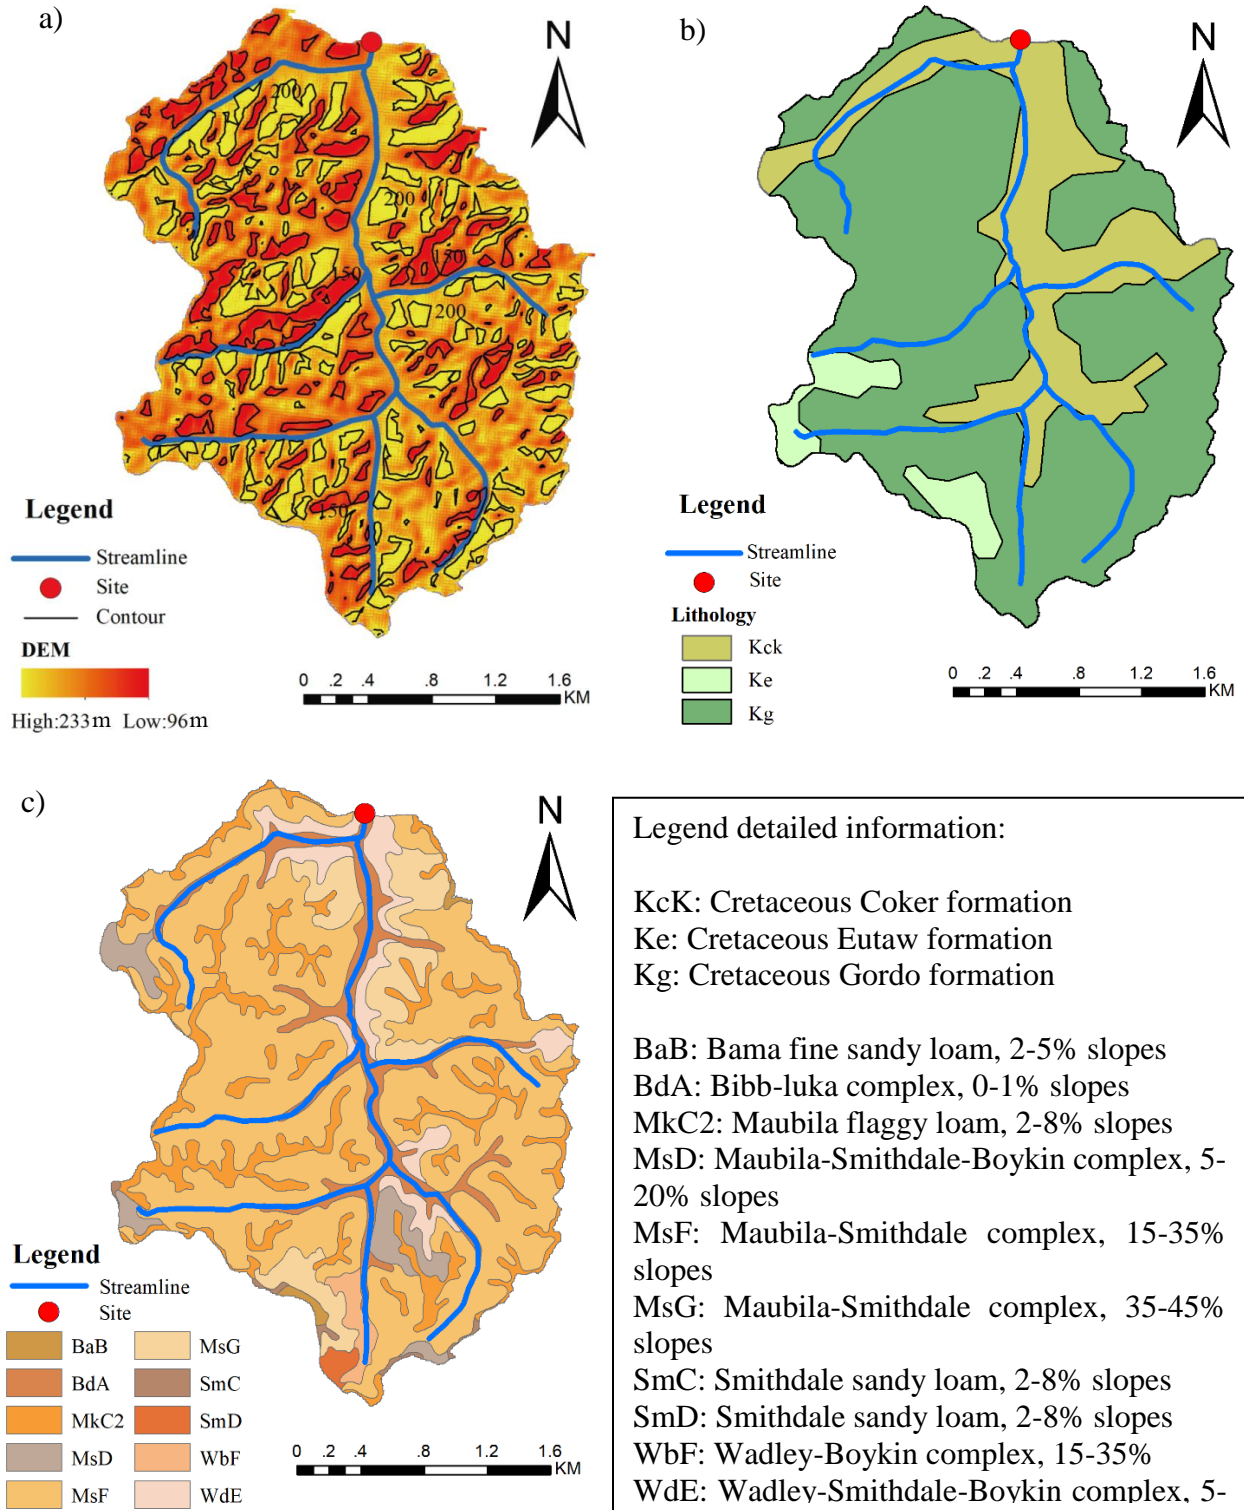 a)
N
200
200
150
150
200
150
Legend
Streamline
Site
Contour
DEM
High:233m Low:96m
0 .2 .4 .8 1.2 1.6
KM
b)
N
Legend
Streamline
Site
Lithology
Kck
Ke
Kg
0 .2 .4 .8 1.2 1.6
KM
c)
N
Legend
Streamline
Site
BaB MsG
BdA SmC
MkC2 SmD
MsD WbF
MsF WdE
0 .2 .4 .8 1.2 1.6
KM
Legend detailed information:
KcK: Cretaceous Coker formation
Ke: Cretaceous Eutaw formation
Kg: Cretaceous Gordo formation
BaB: Bama fine sandy loam, 2-5% slopes
BdA: Bibb-luka complex, 0-1% slopes
MkC2: Maubila flaggy loam, 2-8% slopes
MsD: Maubila-Smithdale-Boykin complex, 5-
20% slopes
MsF: Maubila-Smithdale complex, 15-35%
slopes
MsG: Maubila-Smithdale complex, 35-45%
slopes
SmC: Smithdale sandy loam, 2-8% slopes
SmD: Smithdale sandy loam, 2-8% slopes
WbF: Wadley-Boykin complex, 15-35%
WdE: Wadley-Smithdale-Boykin complex, 5-